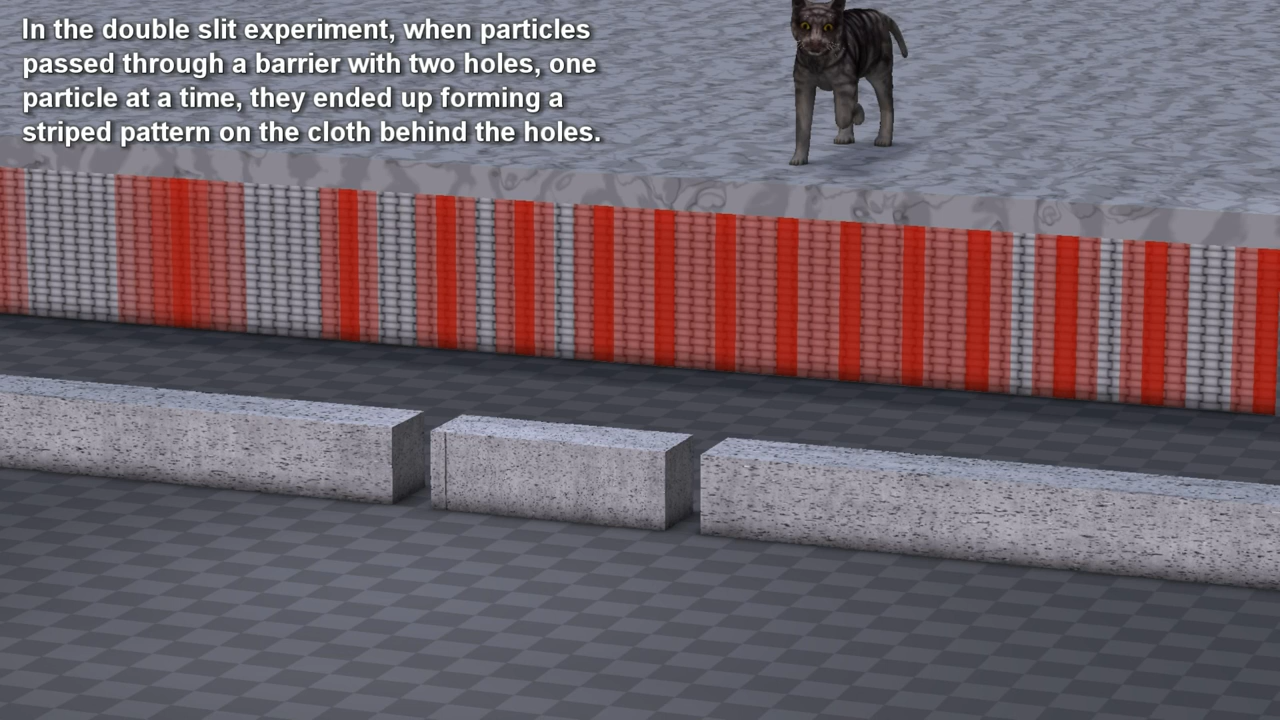 In the double slit experiment, when particles
passed through a barrier with two holes, one
particle at a time, they ended up forming a
striped pattern on the cloth behind the holes.